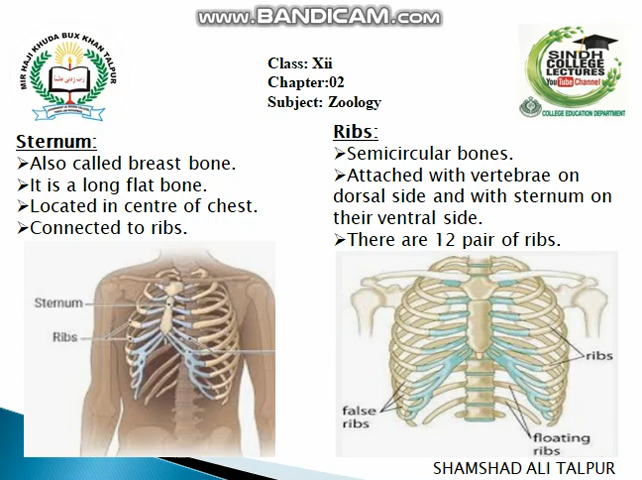 www.BANDICAM.com
MIR HAJI KHUDA BUX KHAN TALPUR
رب زدنی علما
SINDH
COLLEGE
LECTURES
YouTube Channel
COLLEGE EDUCATION DEPARTMENT
Class: Xii
Chapter:02
Subject: Zoology
Sternum:
➢Also called breast bone.
➢It is a long flat bone.
➢Located in centre of chest.
➢Connected to ribs.
Sternum
Ribs
Ribs:
➢Semicircular bones.
➢Attached with vertebrae on
dorsal side and with sternum on
their ventral side.
➢There are 12 pair of ribs.
ribs
false
ribs
floating
ribs
SHAMSHAD ALI TALPUR